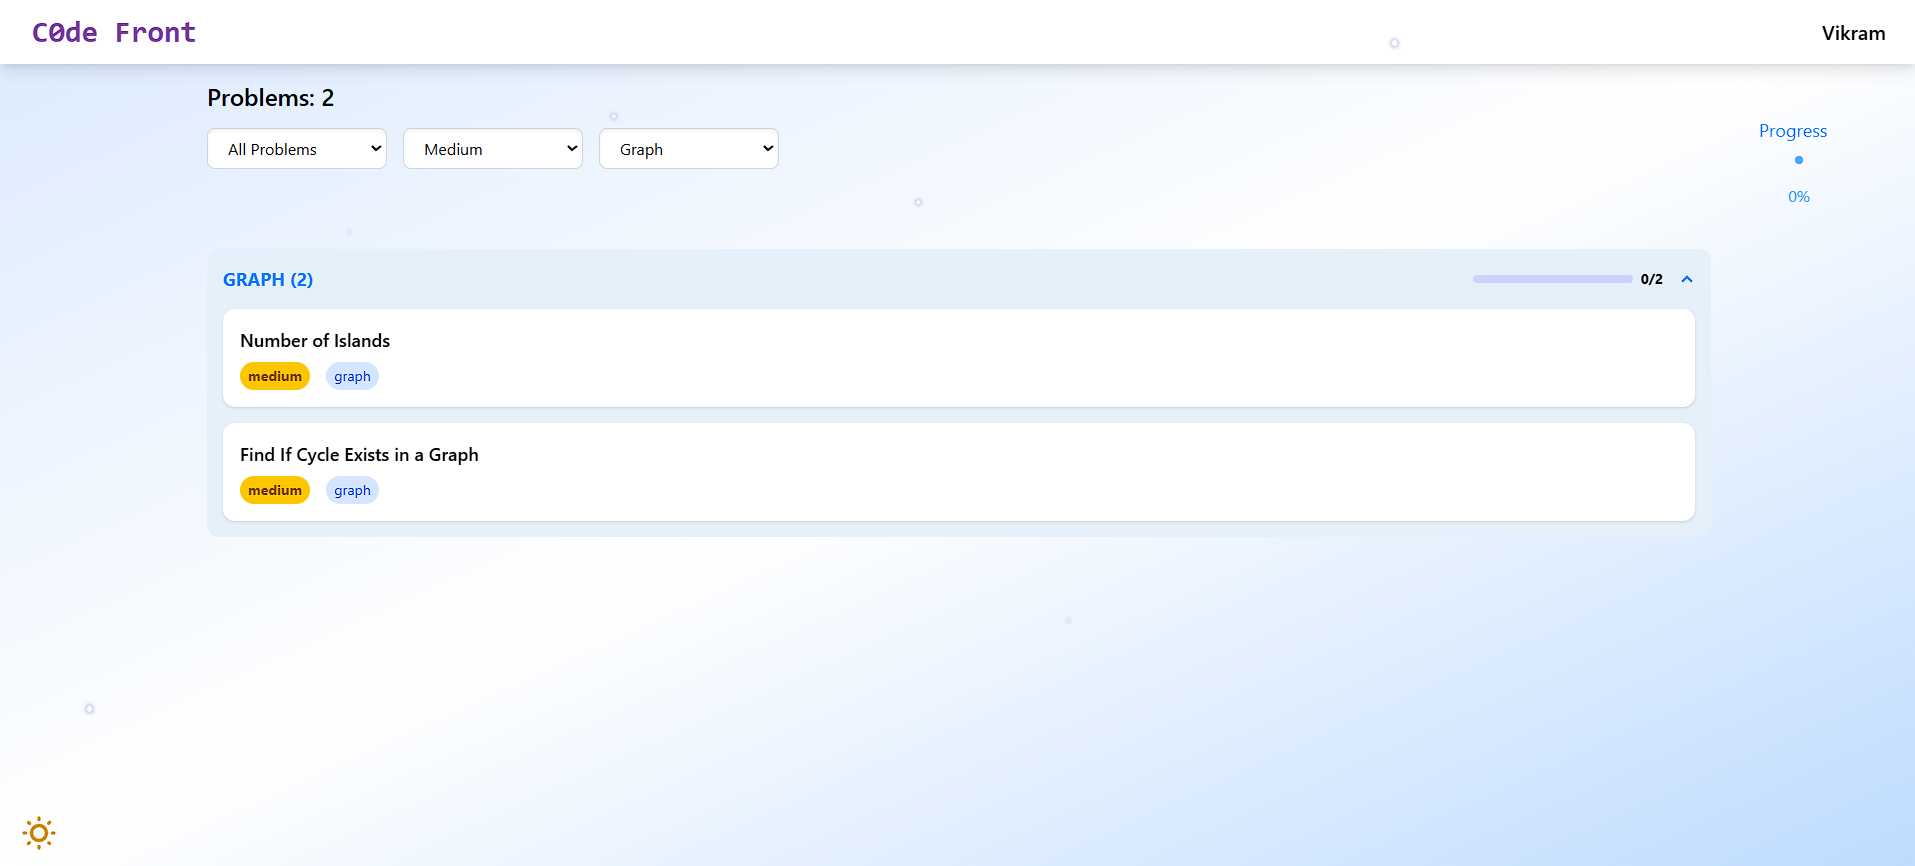 C0de Front
Vikram
Problems: 2
All Problems
Medium
Graph
Progress
0%
GRAPH (2)
0/2
Number of Islands
medium graph
Find If Cycle Exists in a Graph
medium graph